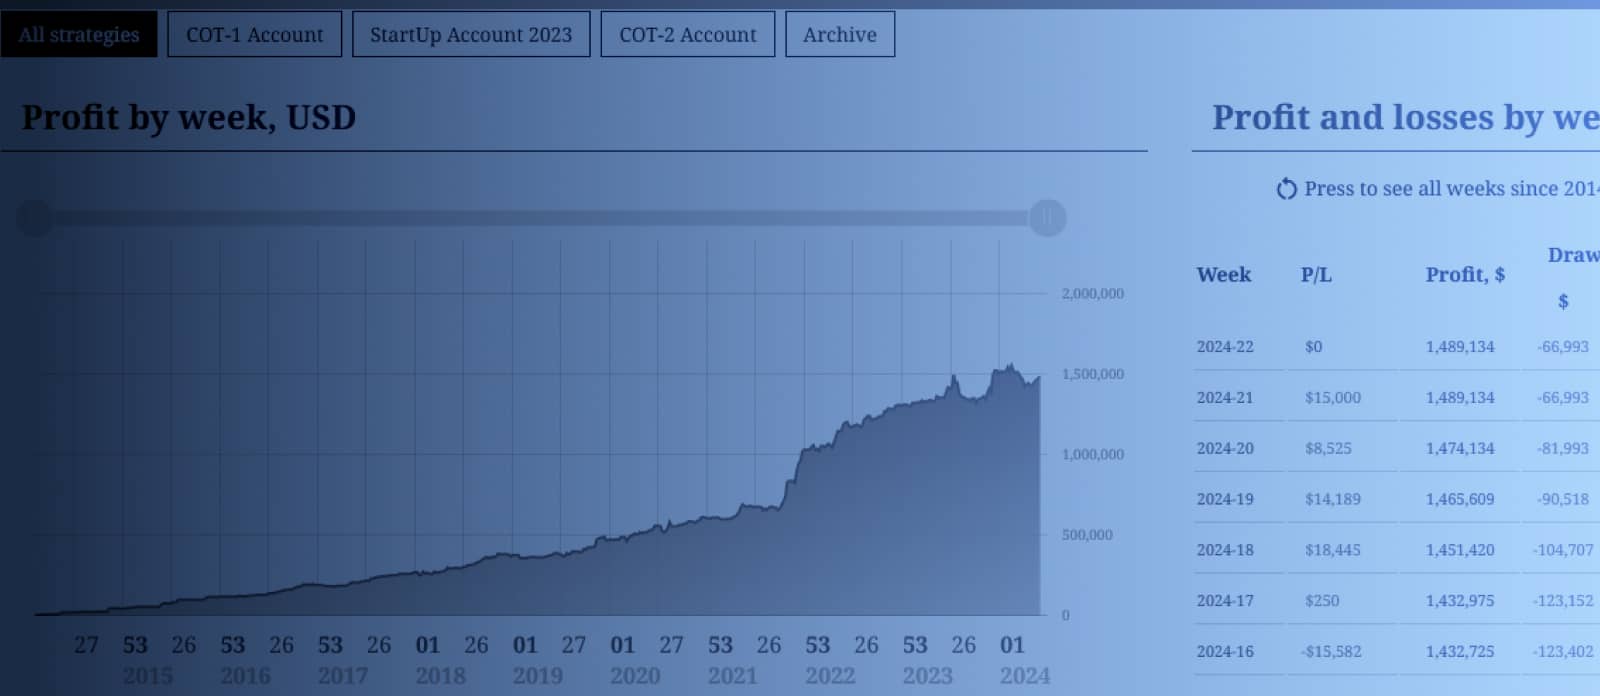 All strategies COT-1 Account StartUp Account 2023 COT-2 Account Archive
Profit by week, USD
Profit and losses by we
Press to see all weeks since 2014
Week P/L Profit, $ Draw
$
2,000,000
1,500,000
1,000,000
500,000
0
27 53 26 53 26 53 26 01 26 01 27 01 27 53 26 53 26 53 26 01
2015 2016 2017 2018 2019 2020 2021 2022 2023 2024
2024-22 $0 1,489,134 -66,993
2024-21 $15,000 1,489,134 -66,993
2024-20 $8,525 1,474,134 -81,993
2024-19 $14,189 1,465,609 -90,518
2024-18 $18,445 1,451,420 -104,707
2024-17 $250 1,432,975 -123,152
2024-16 -$15,582 1,432,725 -123,402